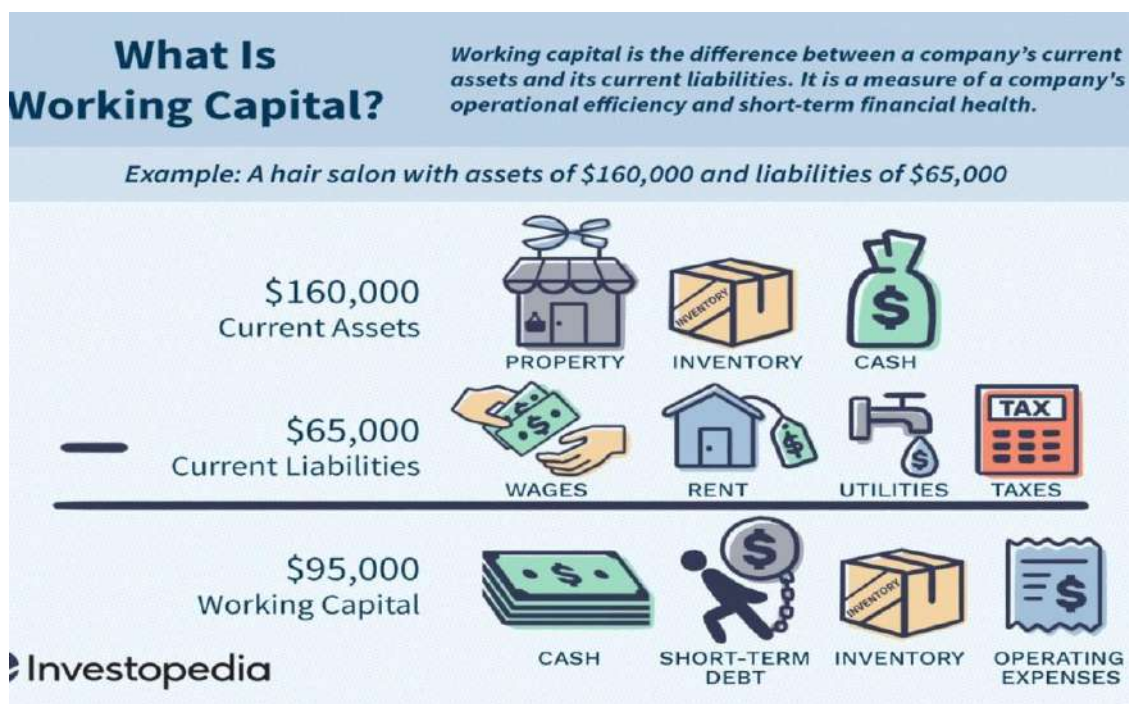 What Is
Working Capital?
Working capital is the difference between a company's current
assets and its current liabilities. It is a measure of a company's
operational efficiency and short-term financial health.
Example: A hair salon with assets of $160,000 and liabilities of $65,000
$160,000
Current Assets
INVENTORY
$
PROPERTY
INVENTORY
CASH
$65,000
Current Liabilities
$
$
$
TAX
WAGES
RENT
UTILITIES
TAXES
$95,000
Working Capital
$
$
INVENTORY
$
CASH
SHORT-TERM
DEBT
INVENTORY
OPERATING
EXPENSES
Investopedia